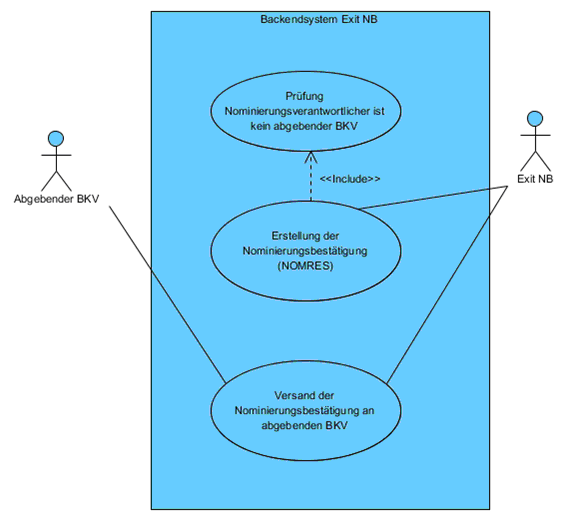 Backendsystem Exit NB
Prüfung
Nominierungsverantwortlicher ist
kein abgebender BKV
<<Include>>
Abgebender BKV
Exit NB
Erstellung der
Nominierungsbestätigung
(NOMRES)
Versand der
Nominierungsbestätigung an
abgebenden BKV